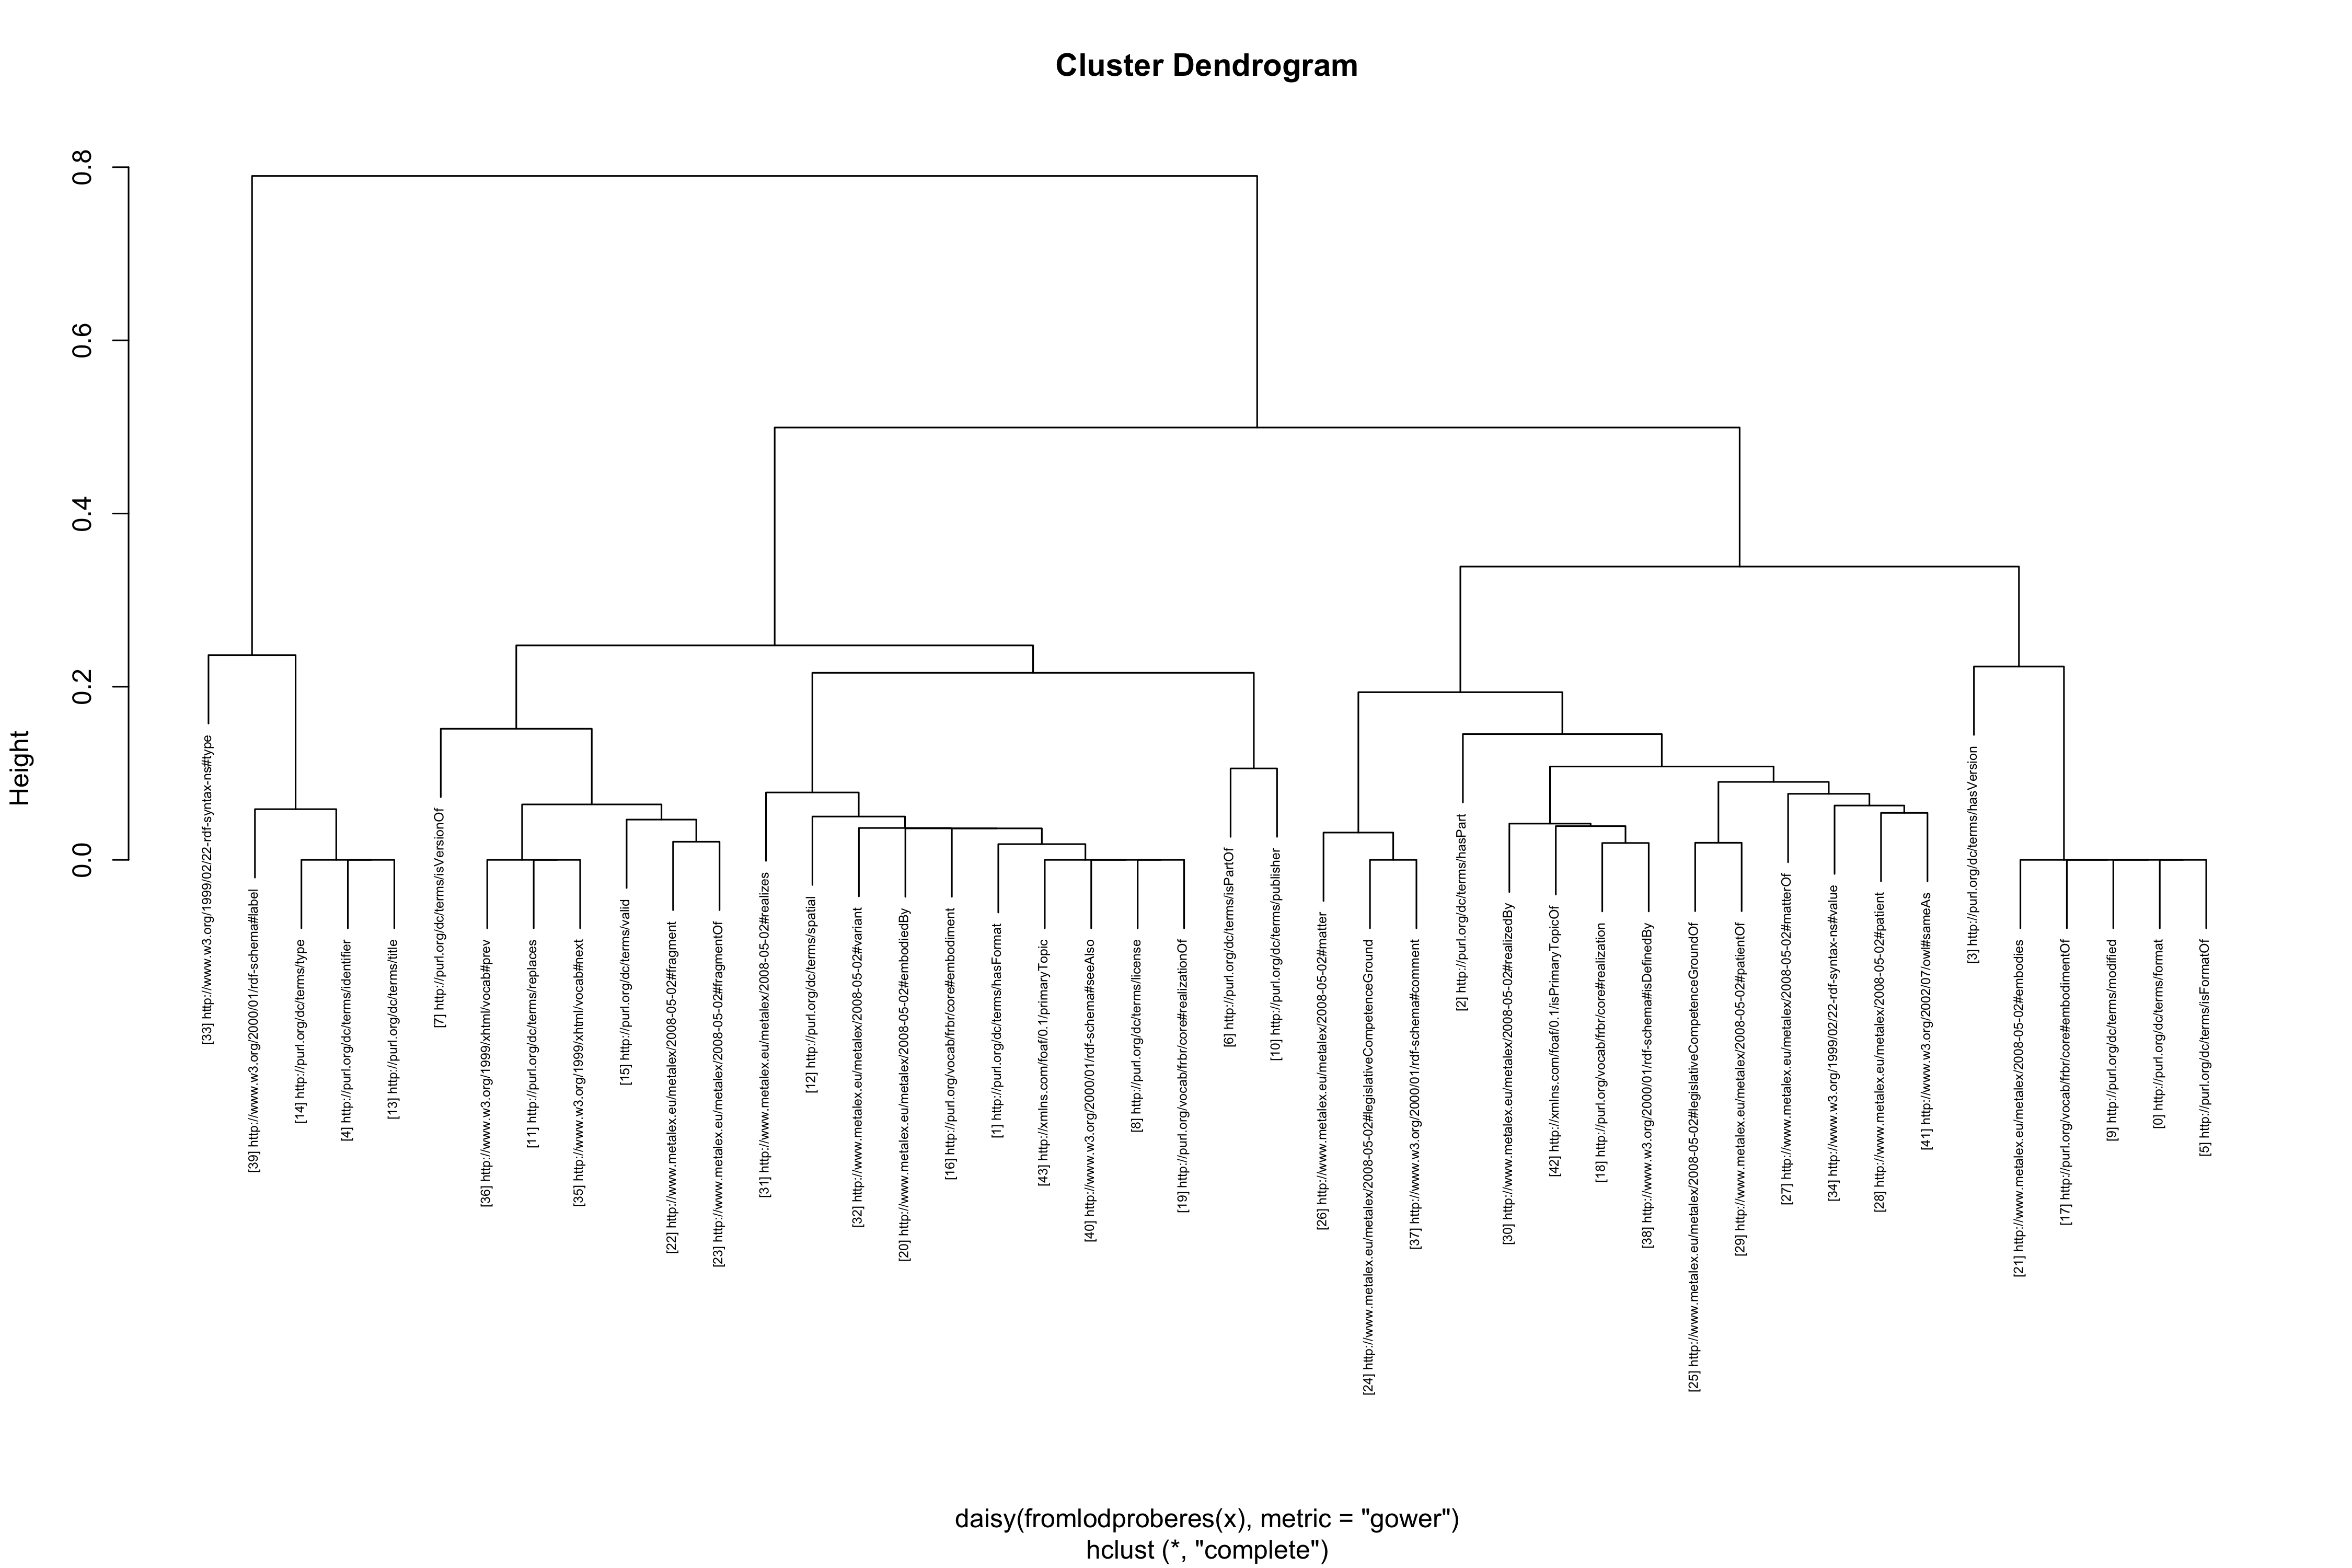 Cluster Dendrogram
Height
0.8
0.6
0.4
0.2
0.0
[33] http://www.w3.org/1999/02/22-rdf-syntax-ns#type
[39] http://www.w3.org/2000/01/rdf-schema#label
[14] http://purl.org/dc/terms/type
[4] http://purl.org/dc/terms/identifier
[13] http://purl.org/dc/terms/title
[7] http://purl.org/dc/terms/isVersionOf
[36] http://www.w3.org/1999/xhtml/vocab#prev
[11] http://purl.org/dc/terms/replaces
[35] http://www.w3.org/1999/xhtml/vocab#next
[15] http://purl.org/dc/terms/valid
[22] http://www.metalex.eu/metalex/2008-05-02#fragment
[23] http://www.metalex.eu/metalex/2008-05-02#fragmentOf
[31] http://www.metalex.eu/metalex/2008-05-02#realizes
[12] http://purl.org/dc/terms/spatial
[32] http://www.metalex.eu/metalex/2008-05-02#variant
[20] http://www.metalex.eu/metalex/2008-05-02#embodiedBy
[16] http://purl.org/vocab/frbr/core#embodiment
[1] http://purl.org/dc/terms/hasFormat
[43] http://xmlns.com/foaf/0.1/primaryTopic
[40] http://www.w3.org/2000/01/rdf-schema#seeAlso
[8] http://purl.org/dc/terms/license
[19] http://purl.org/vocab/frbr/core#realizationOf
[6] http://purl.org/dc/terms/isPartOf
[10] http://purl.org/dc/terms/publisher
[26] http://www.metalex.eu/metalex/2008-05-02#matter
[24] http://www.metalex.eu/metalex/2008-05-02#legislativeCompetenceGround
[37] http://www.w3.org/2000/01/rdf-schema#comment
[2] http://purl.org/dc/terms/hasPart
[30] http://www.metalex.eu/metalex/2008-05-02#realizedBy
[42] http://xmlns.com/foaf/0.1/isPrimaryTopicOf
[18] http://purl.org/vocab/frbr/core#realization
[38] http://www.w3.org/2000/01/rdf-schema#isDefinedBy
[25] http://www.metalex.eu/metalex/2008-05-02#legislativeCompetenceGroundOf
[29] http://www.metalex.eu/metalex/2008-05-02#patientOf
[27] http://www.metalex.eu/metalex/2008-05-02#matterOf
[34] http://www.w3.org/1999/02/22-rdf-syntax-ns#value
[28] http://www.metalex.eu/metalex/2008-05-02#patient
[41] http://www.w3.org/2002/07/owl#sameAs
[3] http://purl.org/dc/terms/hasVersion
[21] http://www.metalex.eu/metalex/2008-05-02#embodies
[17] http://purl.org/vocab/frbr/core#embodimentOf
[9] http://purl.org/dc/terms/modified
[0] http://purl.org/dc/terms/format
[5] http://purl.org/dc/terms/isFormatOf
daisy(fromlodproberes(x), metric = "gower")
hclust (*, "complete")